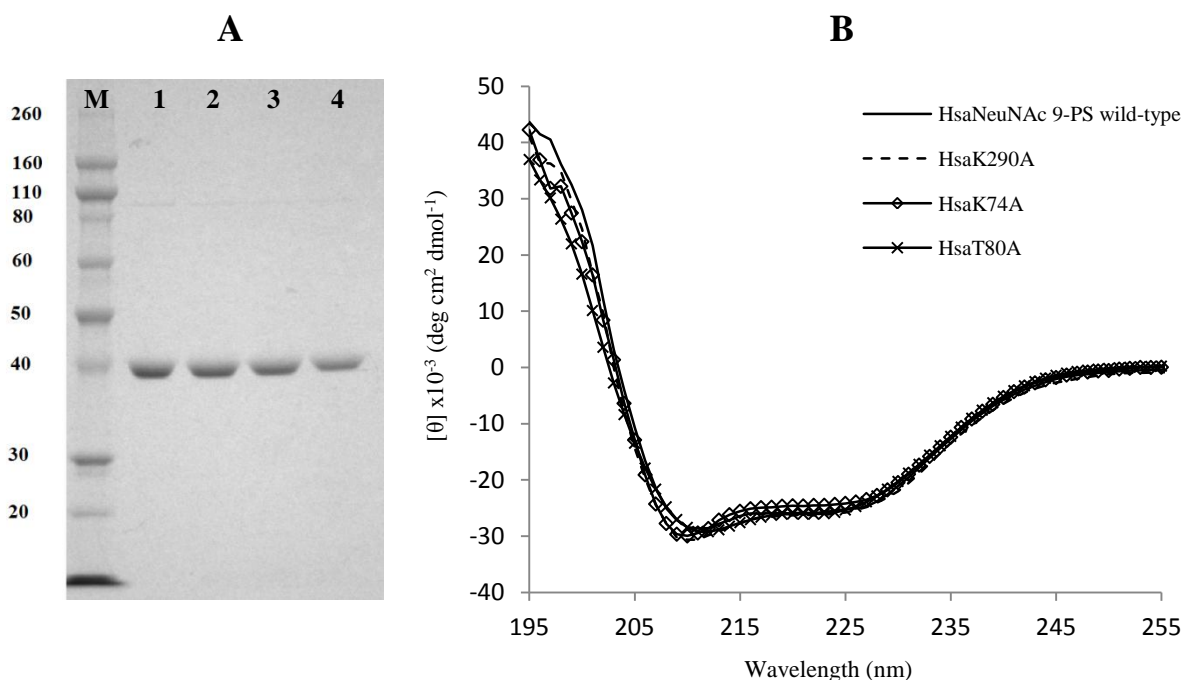 A
B
M 1 2 3 4
260
160
110
80
60
50
40
30
20
50
40
30
20
10
0
-10
-20
-30
-40
195 205 215 225 235 245 255
[θ] x10⁻³ (deg cm² dmol⁻¹)
Wavelength (nm)
HsaNeuNAc 9-PS wild-type
HsaK290A
HsaK74A
HsaT80A